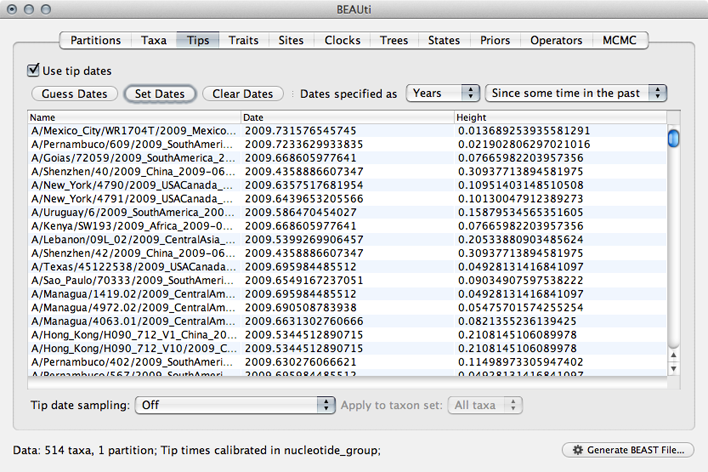 BEAUti
Partitions Taxa Tips Traits Sites Clocks Trees States Priors Operators MCMC
Use tip dates
Guess Dates Set Dates Clear Dates Dates specified as Years Since some time in the past
Name Date Height
A/Mexico_City/WR1704T/2009_Mexico... 2009.731576545745 0.013689253935581291
A/Pernambuco/609/2009_SouthAmeri... 2009.7233629933835 0.021902806297021016
A/Goias/72059/2009_SouthAmerica_2... 2009.668605977641 0.07665982203957356
A/Shenzhen/40/2009_China_2009-06... 2009.4358886607347 0.30937713894581975
A/New_York/4790/2009_USACanada_... 2009.6357517681954 0.10951403148510508
A/New_York/4791/2009_USACanada_... 2009.6439653205566 0.10130047912389273
A/Uruguay/6/2009_SouthAmerica_200... 2009.586470454027 0.15879534565351605
A/Kenya/SW193/2009_Africa_2009-0... 2009.668605977641 0.07665982203957356
A/Lebanon/09L_02/2009_CentralAsia_... 2009.5399269906457 0.20533880903485624
A/Shenzhen/42/2009_China_2009-06... 2009.4358886607347 0.30937713894581975
A/Texas/45122538/2009_USACanada_... 2009.695984485512 0.04928131416841097
A/Sao_Paulo/70333/2009_SouthAmeri... 2009.6549167237051 0.09034907597538222
A/Managua/1419.02/2009_CentralAm... 2009.695984485512 0.04928131416841097
A/Managua/4972.02/2009_CentralAm... 2009.690508783938 0.05475701574255254
A/Managua/4063.01/2009_CentralAm... 2009.6631302760666 0.0821355236139425
A/Hong_Kong/H090_712_V1_China_20... 2009.5344512890715 0.2108145106089978
A/Hong_Kong/H090_712_V10/2009_C... 2009.5344512890715 0.2108145106089978
A/Pernambuco/402/2009_SouthAmeri... 2009.630276066621 0.11498973305947402
A/Pernambuco/567/2009_SouthAmeri... 2009.695984485512 0.04928131416841097
Tip date sampling: Off Apply to taxon set: All taxa
Data: 514 taxa, 1 partition; Tip times calibrated in nucleotide_group; Generate BEAST File...